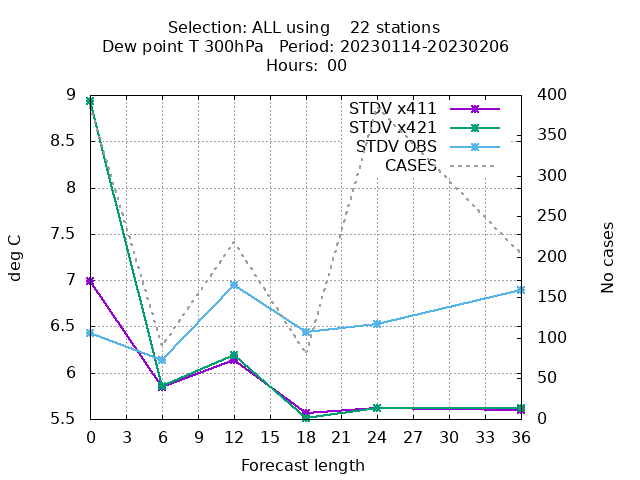 Selection: ALL using    22 stations
Dew point T 300hPa   Period: 20230114-20230206
Hours:  00
STDV x411
STDV x421
STDV OBS
CASES
9
8.5
8
7.5
7
6.5
6
5.5
deg C
400
350
300
250
200
150
100
50
0
No cases
0 3 6 9 12 15 18 21 24 27 30 33 36
Forecast length